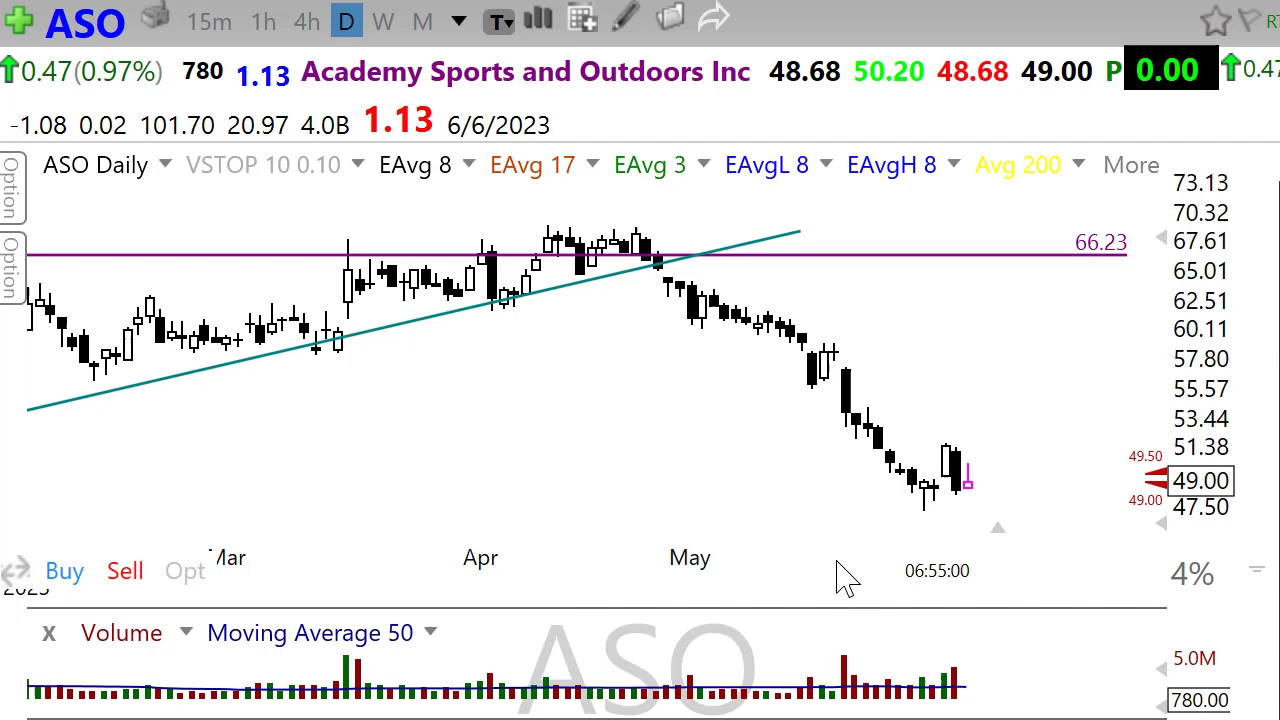 ASO 15m 1h 4h D W M T R
0.47(0.97%) 780 1.13 Academy Sports and Outdoors Inc 48.68 50.20 48.68 49.00 P 0.00 0.47
-1.08 0.02 101.70 20.97 4.0B 1.13 6/6/2023
Option
Option
ASO Daily VSTOP 10 0.10 EAvg 8 EAvg 17 EAvg 3 EAvgL 8 EAvgH 8 Avg 200 More
73.13
70.32
66.23
67.61
65.01
62.51
60.11
57.80
55.57
53.44
51.38
49.50
49.00
49.00
47.50
Mar Apr May
Buy Sell Opt 06:55:00 4%
2023
X Volume Moving Average 50
ASO
5.0M
780.00